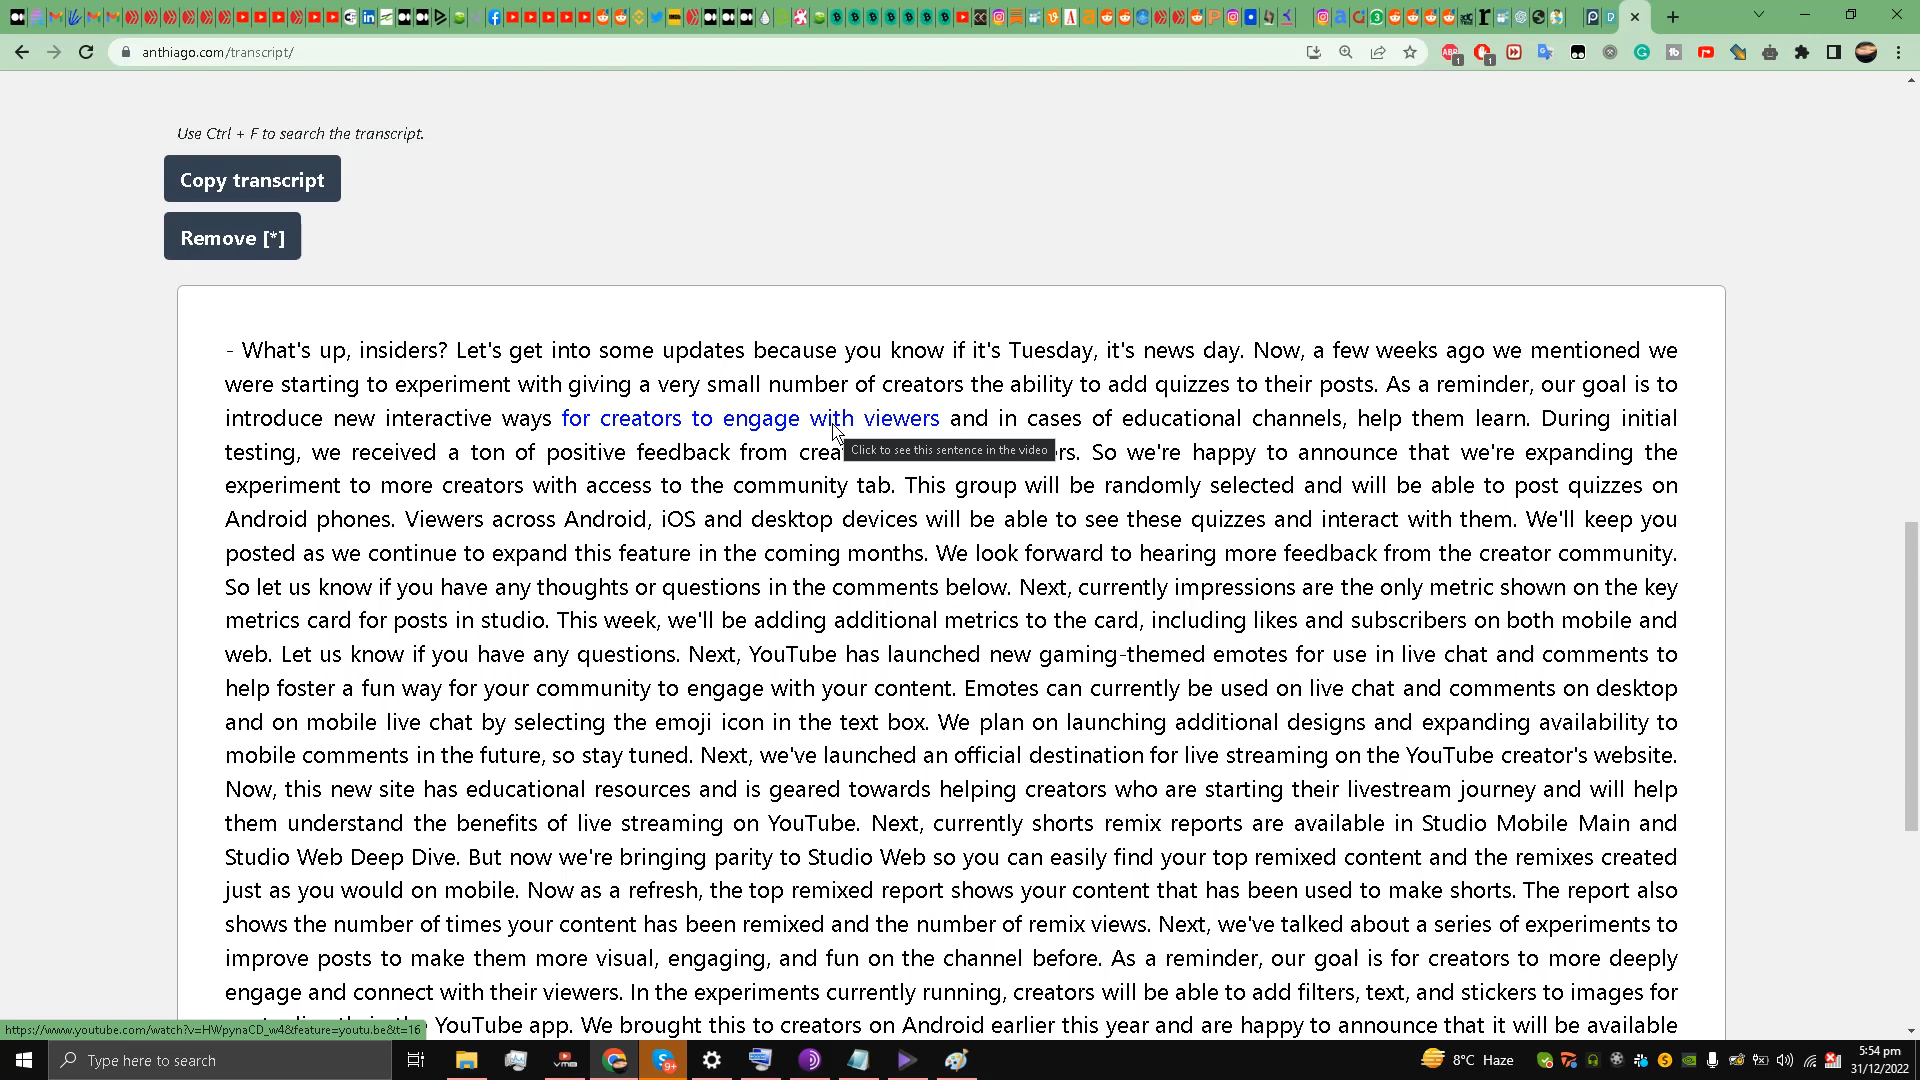 anthiago.com/transcript/
Use Ctrl + F to search the transcript.
Copy transcript
Remove [*]
- What's up, insiders? Let's get into some updates because you know if it's Tuesday, it's news day. Now, a few weeks ago we mentioned we
were starting to experiment with giving a very small number of creators the ability to add quizzes to their posts. As a reminder, our goal is to
introduce new interactive ways for creators to engage with viewers and in cases of educational channels, help them learn. During initial
testing, we received a ton of positive feedback from crea Click to see this sentence in the video rs. So we're happy to announce that we're expanding the
experiment to more creators with access to the community tab. This group will be randomly selected and will be able to post quizzes on
Android phones. Viewers across Android, iOS and desktop devices will be able to see these quizzes and interact with them. We'll keep you
posted as we continue to expand this feature in the coming months. We look forward to hearing more feedback from the creator community.
So let us know if you have any thoughts or questions in the comments below. Next, currently impressions are the only metric shown on the key
metrics card for posts in studio. This week, we'll be adding additional metrics to the card, including likes and subscribers on both mobile and
web. Let us know if you have any questions. Next, YouTube has launched new gaming-themed emotes for use in live chat and comments to
help foster a fun way for your community to engage with your content. Emotes can currently be used on live chat and comments on desktop
and on mobile live chat by selecting the emoji icon in the text box. We plan on launching additional designs and expanding availability to
mobile comments in the future, so stay tuned. Next, we've launched an official destination for live streaming on the YouTube creator's website.
Now, this new site has educational resources and is geared towards helping creators who are starting their livestream journey and will help
them understand the benefits of live streaming on YouTube. Next, currently shorts remix reports are available in Studio Mobile Main and
Studio Web Deep Dive. But now we're bringing parity to Studio Web so you can easily find your top remixed content and the remixes created
just as you would on mobile. Now as a refresh, the top remixed report shows your content that has been used to make shorts. The report also
shows the number of times your content has been remixed and the number of remix views. Next, we've talked about a series of experiments to
improve posts to make them more visual, engaging, and fun on the channel before. As a reminder, our goal is for creators to more deeply
engage and connect with their viewers. In the experiments currently running, creators will be able to add filters, text, and stickers to images for
YouTube app. We brought this to creators on Android earlier this year and are happy to announce that it will be available
https://www.youtube.com/watch?v=HWpynaCD_w4&feature=youtu.be&t=16
Type here to search
9+
8°C Haze
5:54 pm
31/12/2022